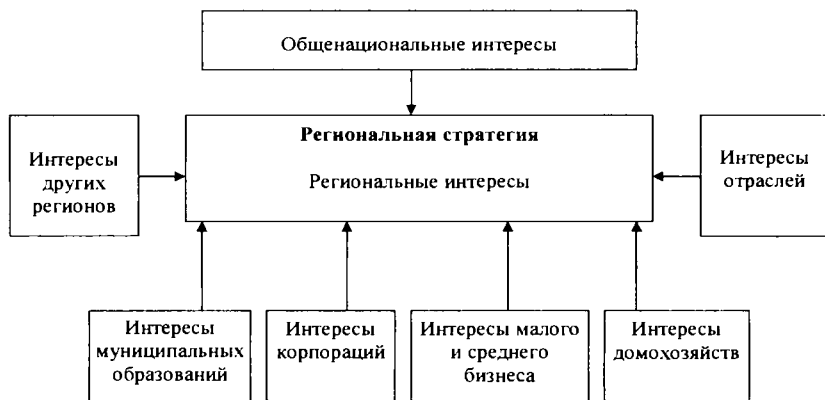 Общенациональные интересы
Региональная стратегия
Региональные интересы
Интересы
других
регионов
Интересы
отраслей
Интересы
муниципальных
образований
Интересы
корпораций
Интересы малого
и среднего
бизнеса
Интересы
домохозяйств